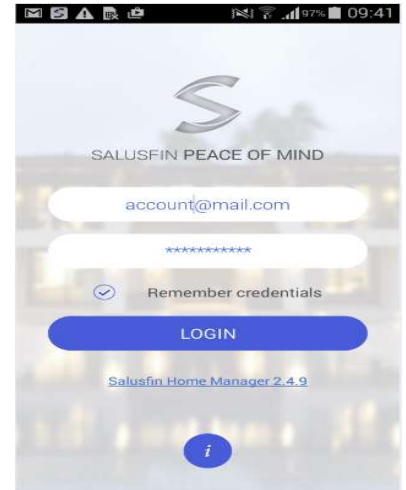 97% 09:41
SALUSFIN PEACE OF MIND
account@mail.com
***********
Remember credentials
LOGIN
Salusfin Home Manager 2.4.9
i